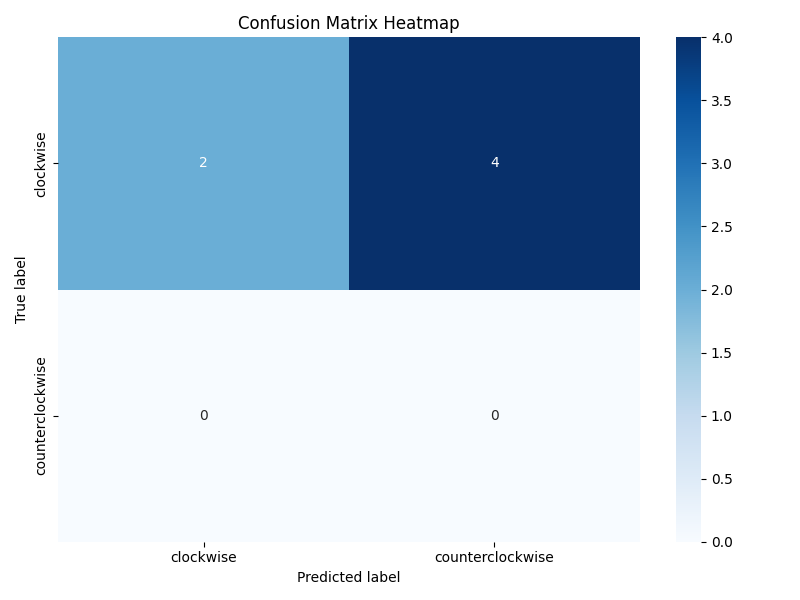 Confusion Matrix Heatmap
True label
clockwise
counterclockwise
2
4
0
0
clockwise
counterclockwise
Predicted label
4.0
3.5
3.0
2.5
2.0
1.5
1.0
0.5
0.0